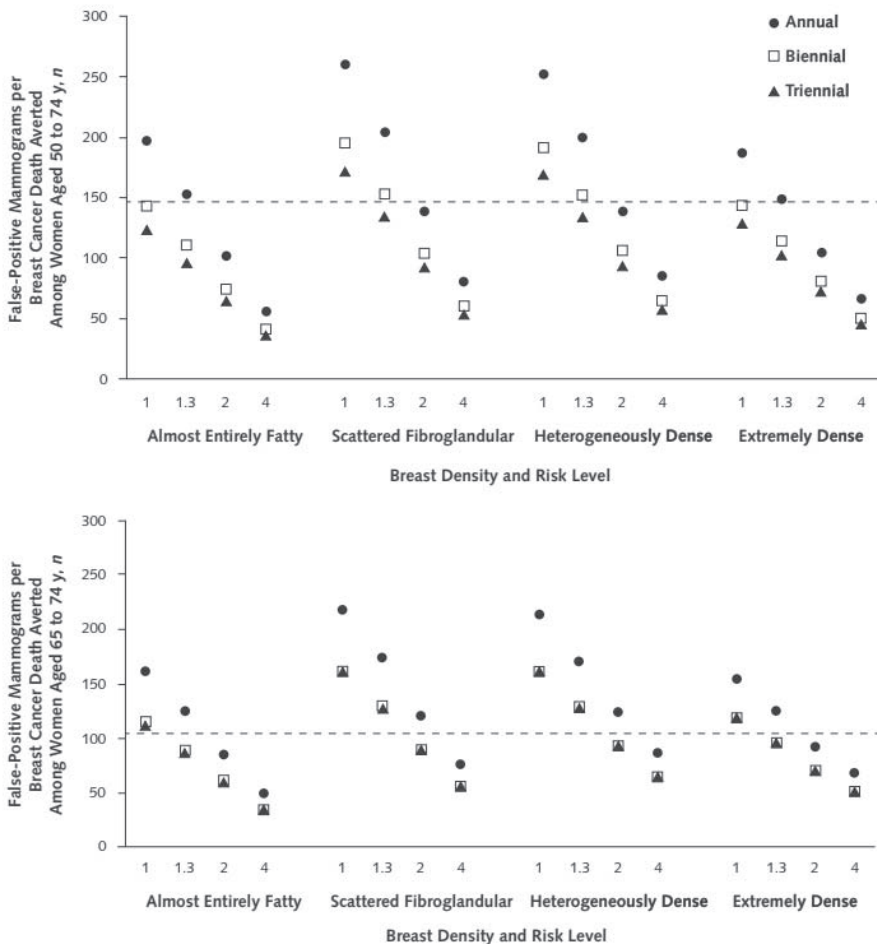 False-Positive Mammograms per
Breast Cancer Death Averted
Among Women Aged 50 to 74 y, n
300
250
200
150
100
50
0
Annual
Biennial
Triennial
1 1.3 2 4 1 1.3 2 4 1 1.3 2 4 1 1.3 2 4
Almost Entirely Fatty Scattered Fibroglandular Heterogeneously Dense Extremely Dense
Breast Density and Risk Level
False-Positive Mammograms per
Breast Cancer Death Averted
Among Women Aged 65 to 74 y, n
300
250
200
150
100
50
0
1 1.3 2 4 1 1.3 2 4 1 1.3 2 4 1 1.3 2 4
Almost Entirely Fatty Scattered Fibroglandular Heterogeneously Dense Extremely Dense
Breast Density and Risk Level